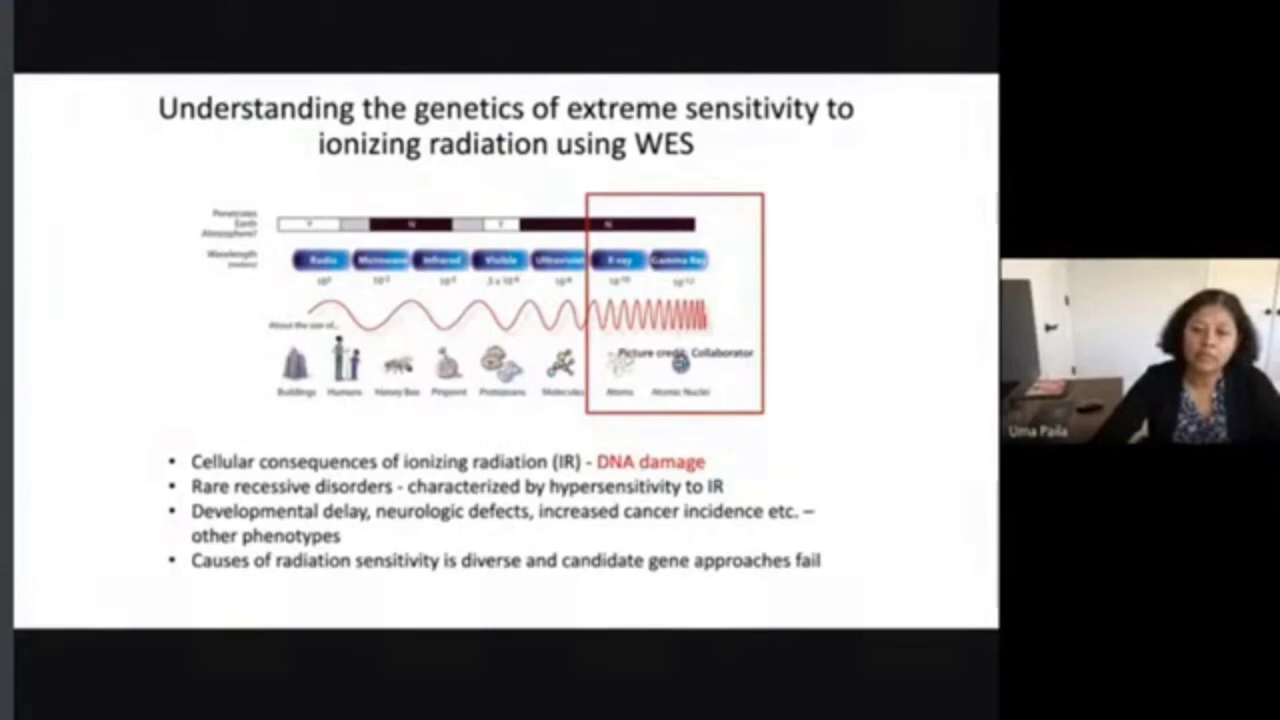 Understanding the genetics of extreme sensitivity to
ionizing radiation using WES
Penetrates
Earth
Atmosphere?
Y
N
Y
N
Wavelength
(meters)
Radio
Microwave
Infrared
Visible
Ultraviolet
X-ray
Gamma Ray
About the size of...
Picture credit: Collaborator
Buildings
Humans
Honey Bee
Pinpoint
Protozoans
Molecules
Atoms
Atomic Nuclei
• Cellular consequences of ionizing radiation (IR) - DNA damage
• Rare recessive disorders - characterized by hypersensitivity to IR
• Developmental delay, neurologic defects, increased cancer incidence etc. –
other phenotypes
• Causes of radiation sensitivity is diverse and candidate gene approaches fail
Uma Paila